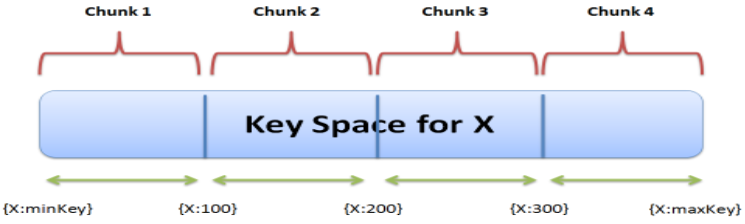 Chunk 1 Chunk 2 Chunk 3 Chunk 4
Key Space for X
{X:minKey} {X:100} {X:200} {X:300} {X:maxKey}